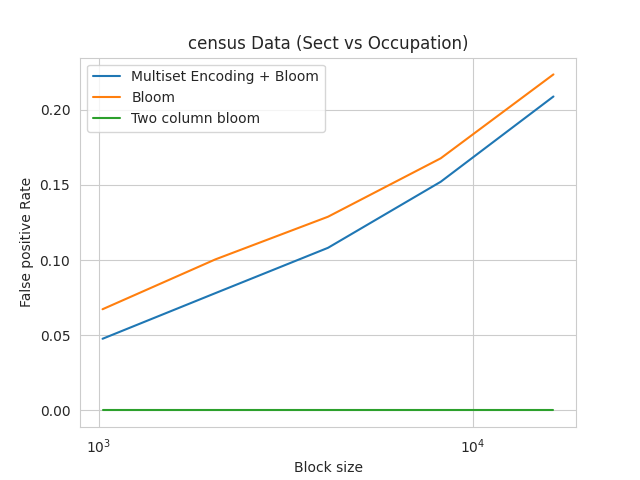 census Data (Sect vs Occupation)
Multiset Encoding + Bloom
Bloom
Two column bloom
False positive Rate
0.20
0.15
0.10
0.05
0.00
10³ 10⁴
Block size